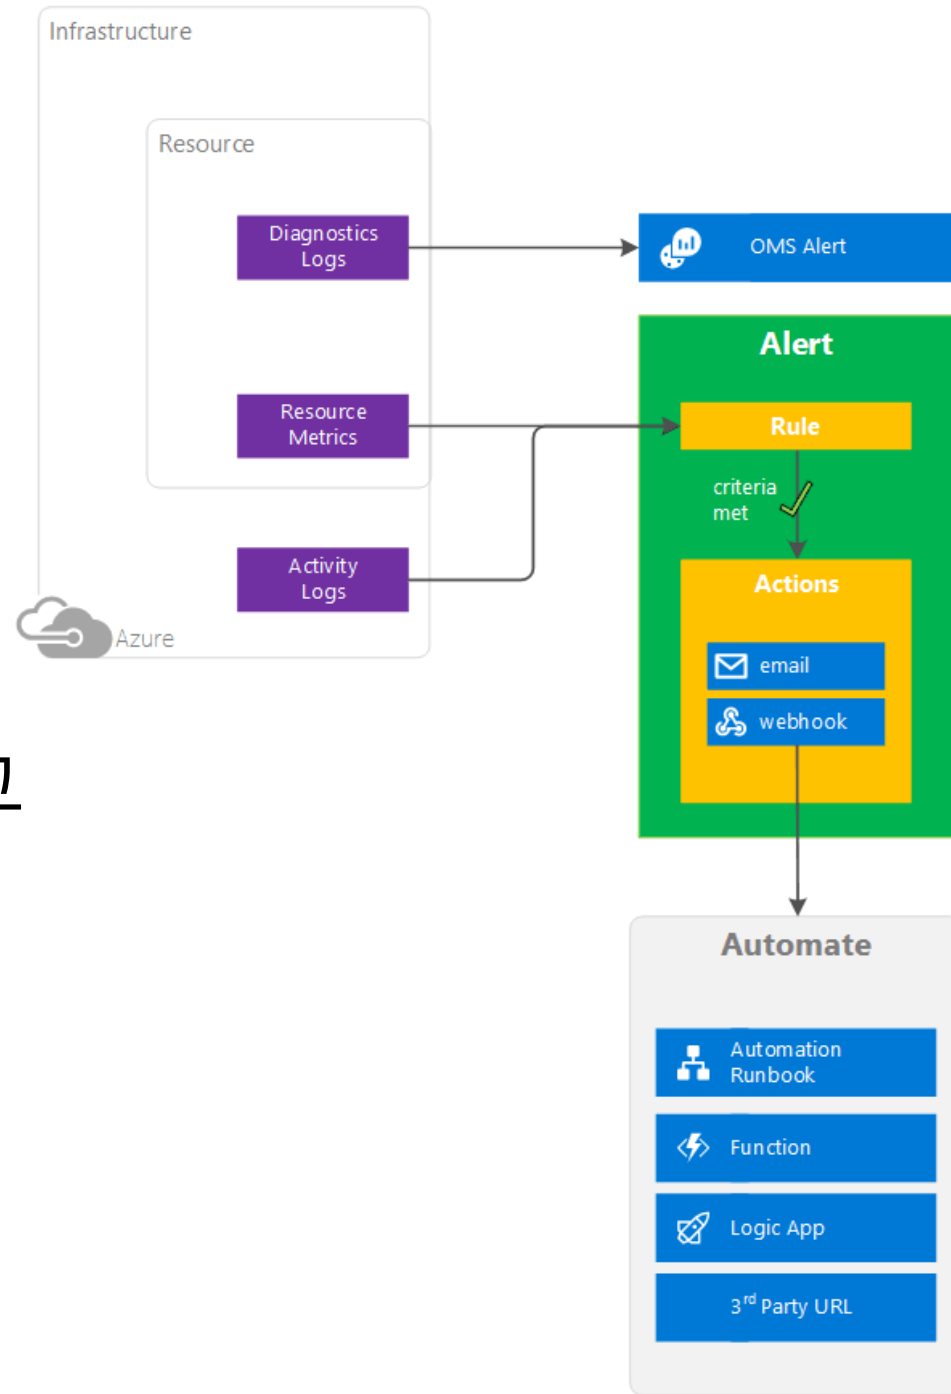 Infrastructure
Resource
Diagnostics
Logs
OMS Alert
Alert
Resource
Metrics
Rule
criteria
met
Activity
Logs
Actions
Azure
email
webhook
Automate
Automation
Runbook
Function
Logic App
3rd Party URL